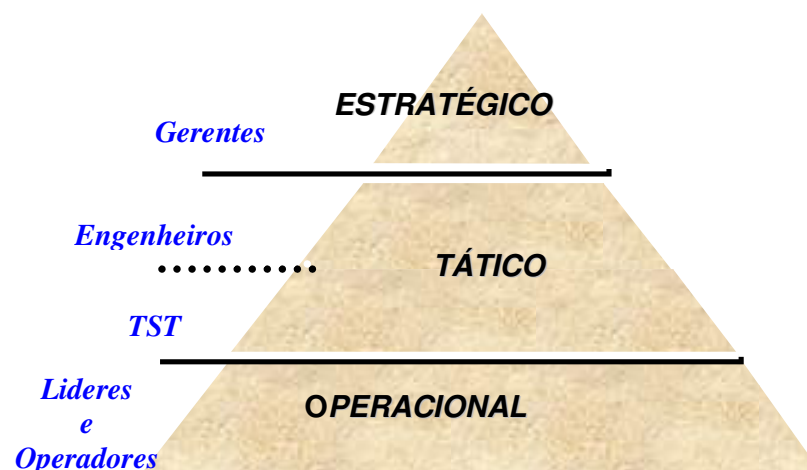 ESTRATÉGICO
Gerentes
Engenheiros
TÁTICO
TST
Lideres
e
Operadores
OPERACIONAL